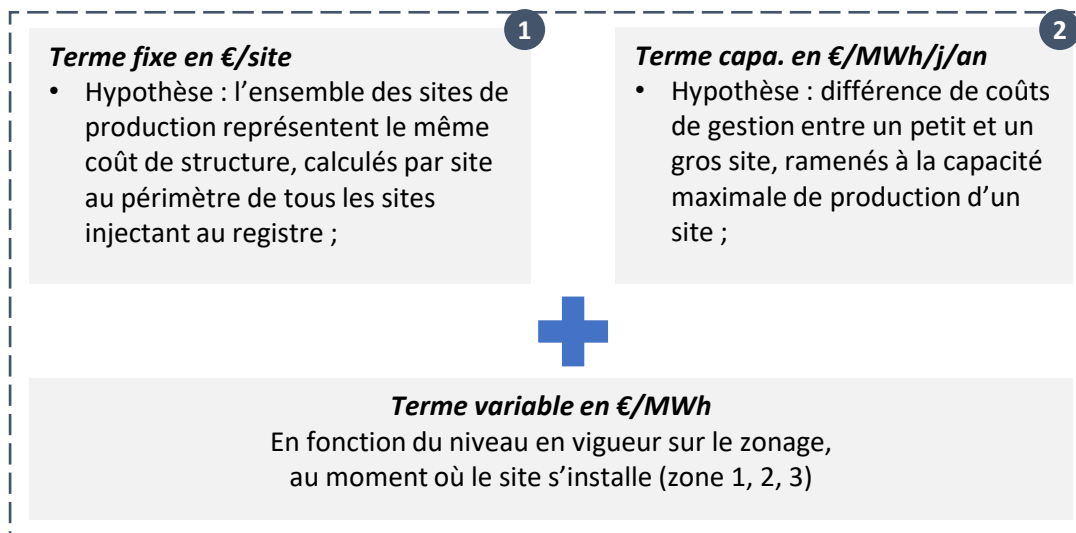 1
Terme fixe en €/site
• Hypothèse : l’ensemble des sites de
production représentent le même
coût de structure, calculés par site
au périmètre de tous les sites
injectant au registre ;
2
Terme capa. en €/MWh/j/an
• Hypothèse : différence de coûts
de gestion entre un petit et un
gros site, ramenés à la capacité
maximale de production d’un
site ;
Terme variable en €/MWh
En fonction du niveau en vigueur sur le zonage,
au moment où le site s’installe (zone 1, 2, 3)